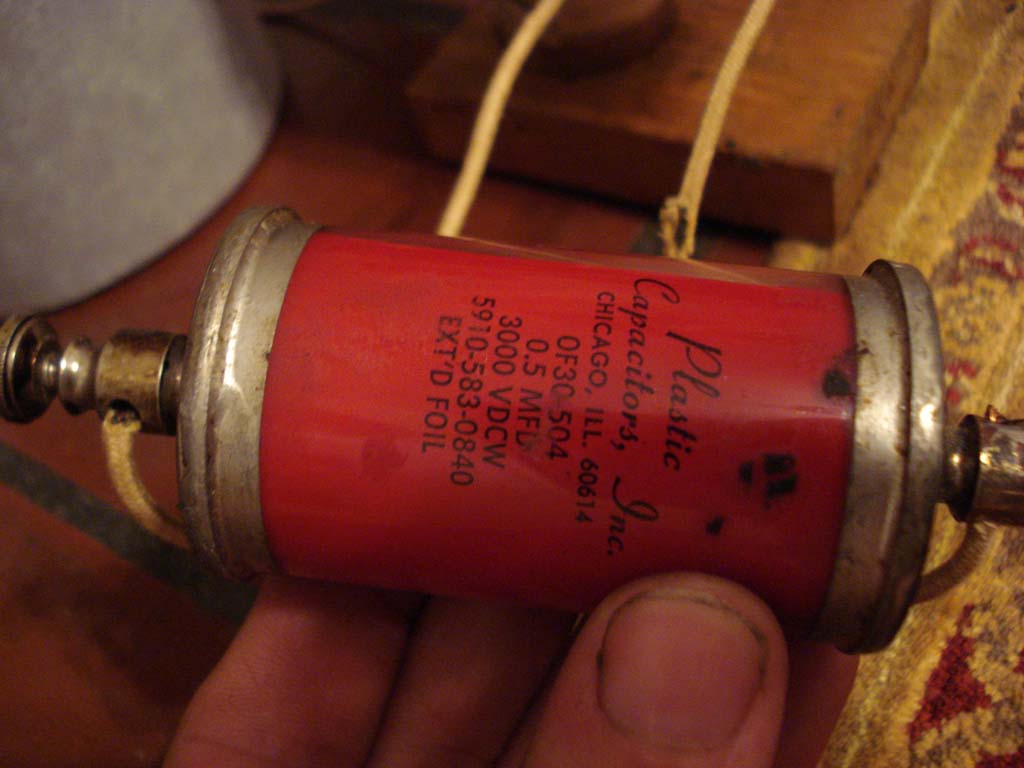 Plastic
Capacitors, Inc.
CHICAGO, ILL. 60614
OF30-504
0.5 MFD
3000 VDCW
5910-583-0840
EXT'D FOIL